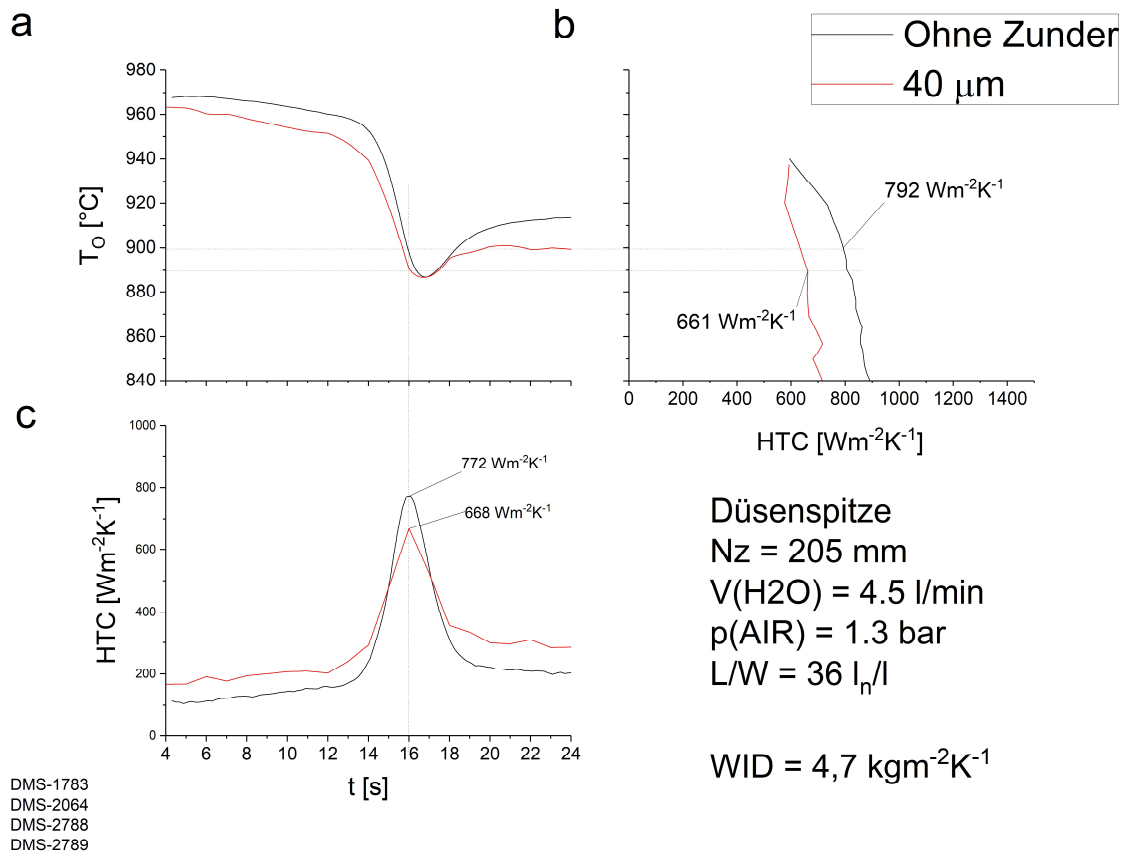 a
b
Ohne Zunder
40 μm
980
960
940
920
900
880
860
840
T_O [°C]
792 Wm⁻²K⁻¹
661 Wm⁻²K⁻¹
0 200 400 600 800 1000 1200 1400
HTC [Wm⁻²K⁻¹]
c
1000
800
600
400
200
0
HTC [Wm⁻²K⁻¹]
772 Wm⁻²K⁻¹
668 Wm⁻²K⁻¹
4 6 8 10 12 14 16 18 20 22 24
t [s]
Düsenspitze
Nz = 205 mm
V(H2O) = 4.5 l/min
p(AIR) = 1.3 bar
L/W = 36 lₙ/l
WID = 4,7 kgm⁻²K⁻¹
DMS-1783
DMS-2064
DMS-2788
DMS-2789